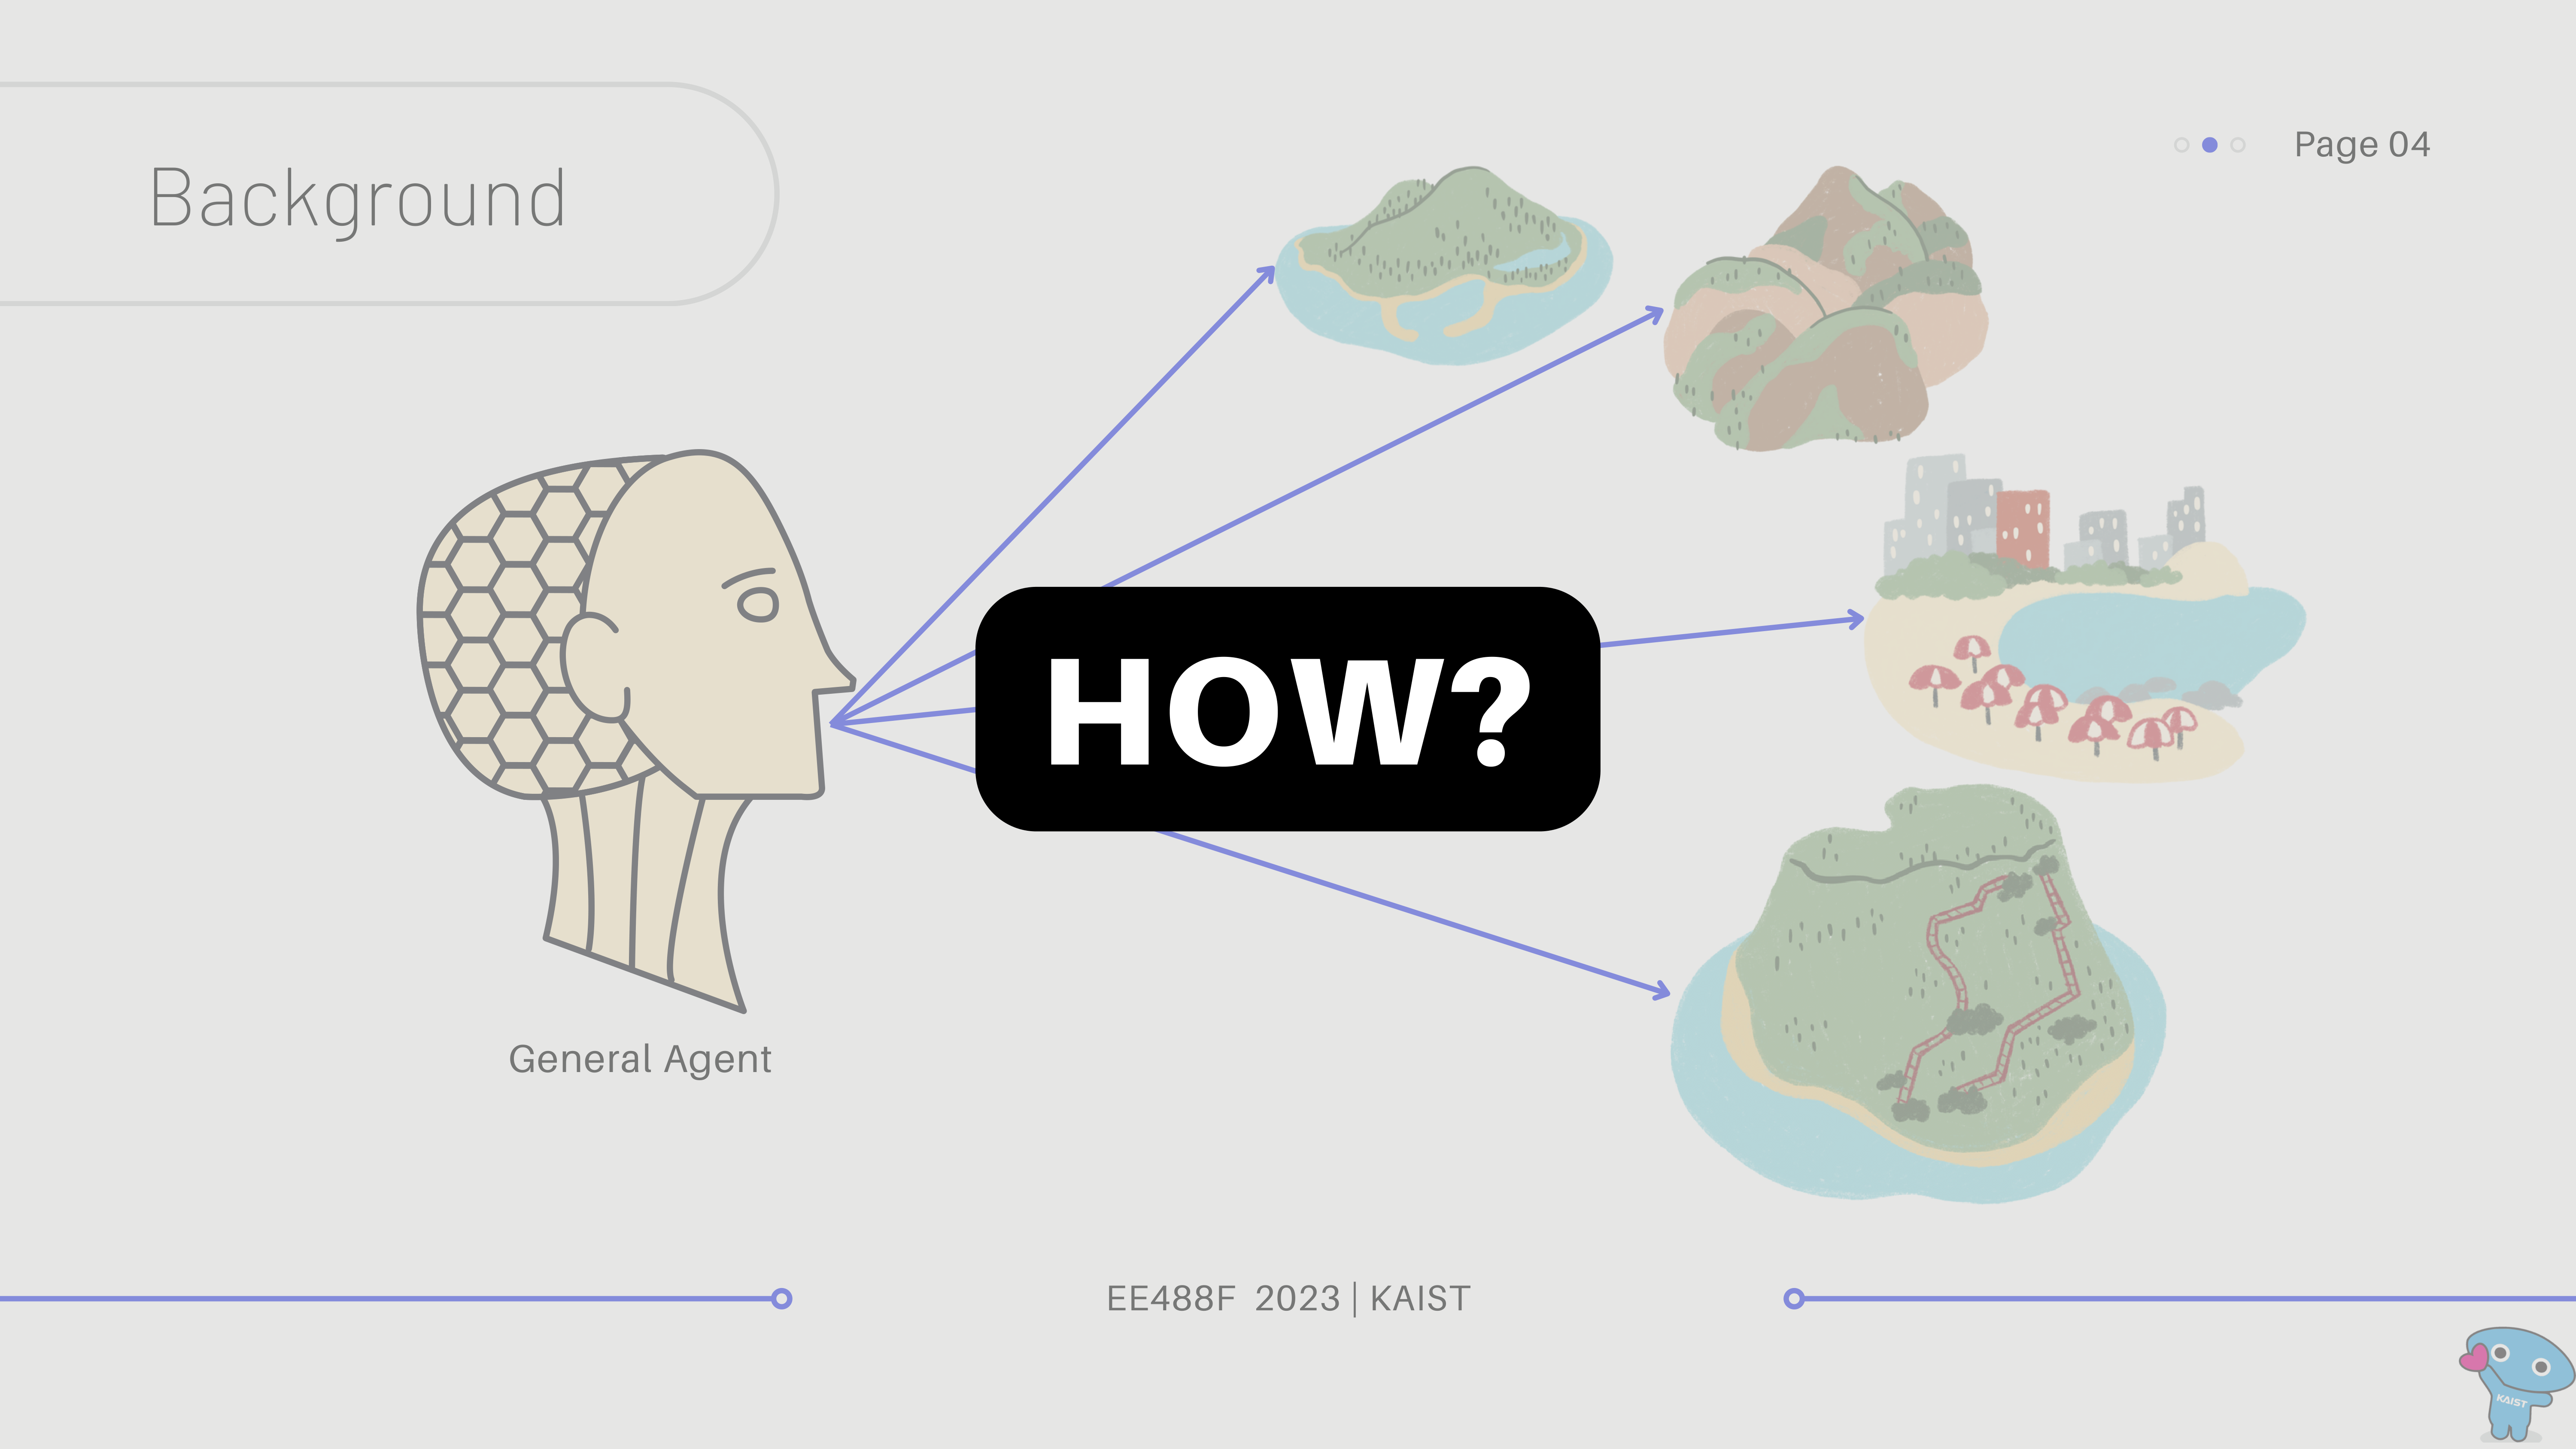 Background
Page 04
HOW?
General Agent
EE488F 2023 | KAIST
KAIST